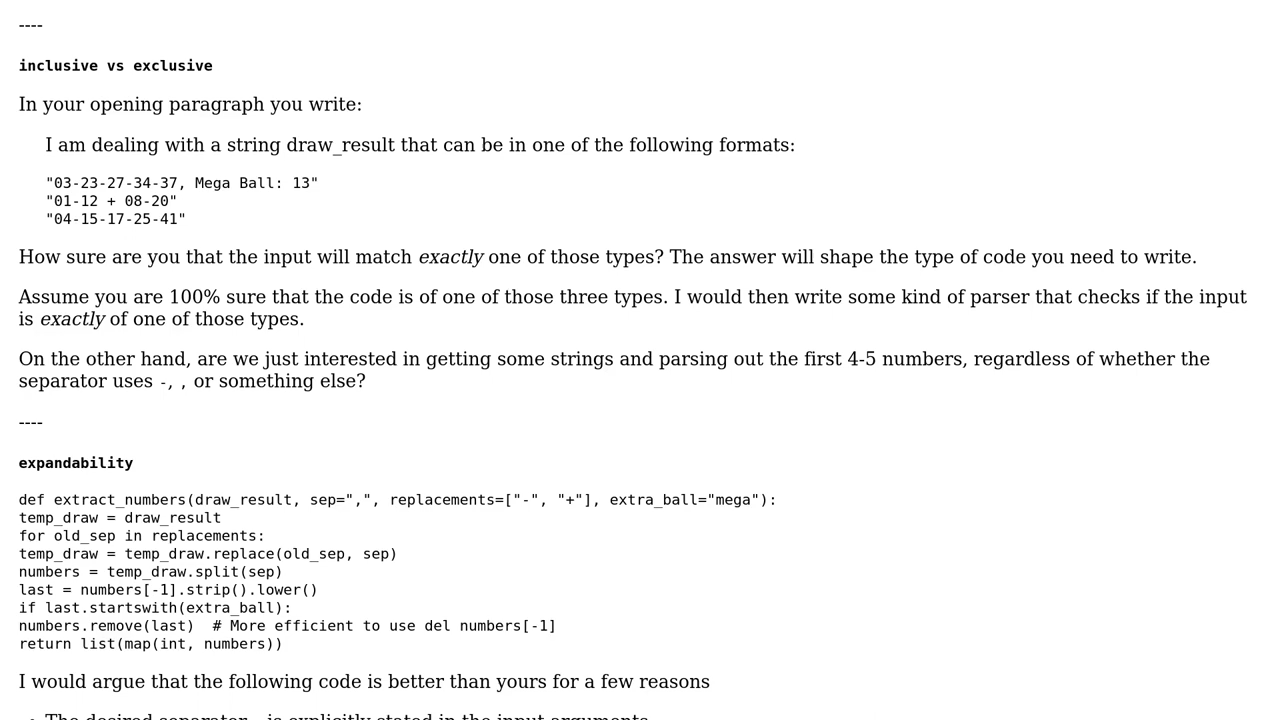 ----
inclusive vs exclusive
In your opening paragraph you write:
I am dealing with a string draw_result that can be in one of the following formats:
"03-23-27-34-37, Mega Ball: 13"
"01-12 + 08-20"
"04-15-17-25-41"
How sure are you that the input will match exactly one of those types? The answer will shape the type of code you need to write.
Assume you are 100% sure that the code is of one of those three types. I would then write some kind of parser that checks if the input
is exactly of one of those types.
On the other hand, are we just interested in getting some strings and parsing out the first 4-5 numbers, regardless of whether the
separator uses -, , or something else?
----
expandability
def extract_numbers(draw_result, sep=",", replacements=["-", "+"], extra_ball="mega"):
temp_draw = draw_result
for old_sep in replacements:
temp_draw = temp_draw.replace(old_sep, sep)
numbers = temp_draw.split(sep)
last = numbers[-1].strip().lower()
if last.startswith(extra_ball):
numbers.remove(last)  # More efficient to use del numbers[-1]
return list(map(int, numbers))
I would argue that the following code is better than yours for a few reasons